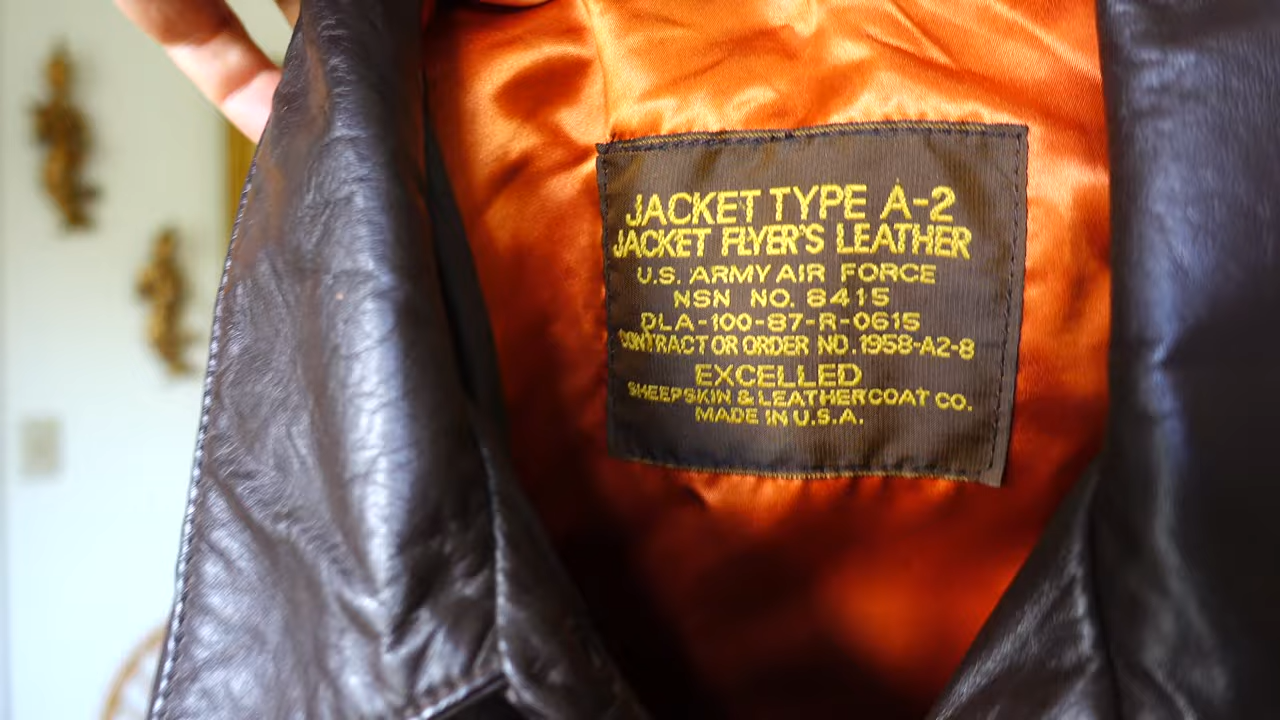 JACKET TYPE A-2
JACKET FLYER'S LEATHER
U.S. ARMY AIR FORCE
NSN NO. 8415
DLA-100-87-R-0615
CONTRACT OR ORDER NO. 1958-A2-8
EXCELLED
SHEEPSKIN & LEATHERCOAT CO.
MADE IN U.S.A.